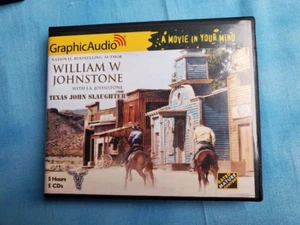 GraphicAudio
A MOVIE IN YOUR MIND
NATIONAL BESTSELLING AUTHOR
WILLIAM W.
JOHNSTONE
WITH J.A. JOHNSTONE
TEXAS JOHN SLAUGHTER
5 Hours
5 CDs